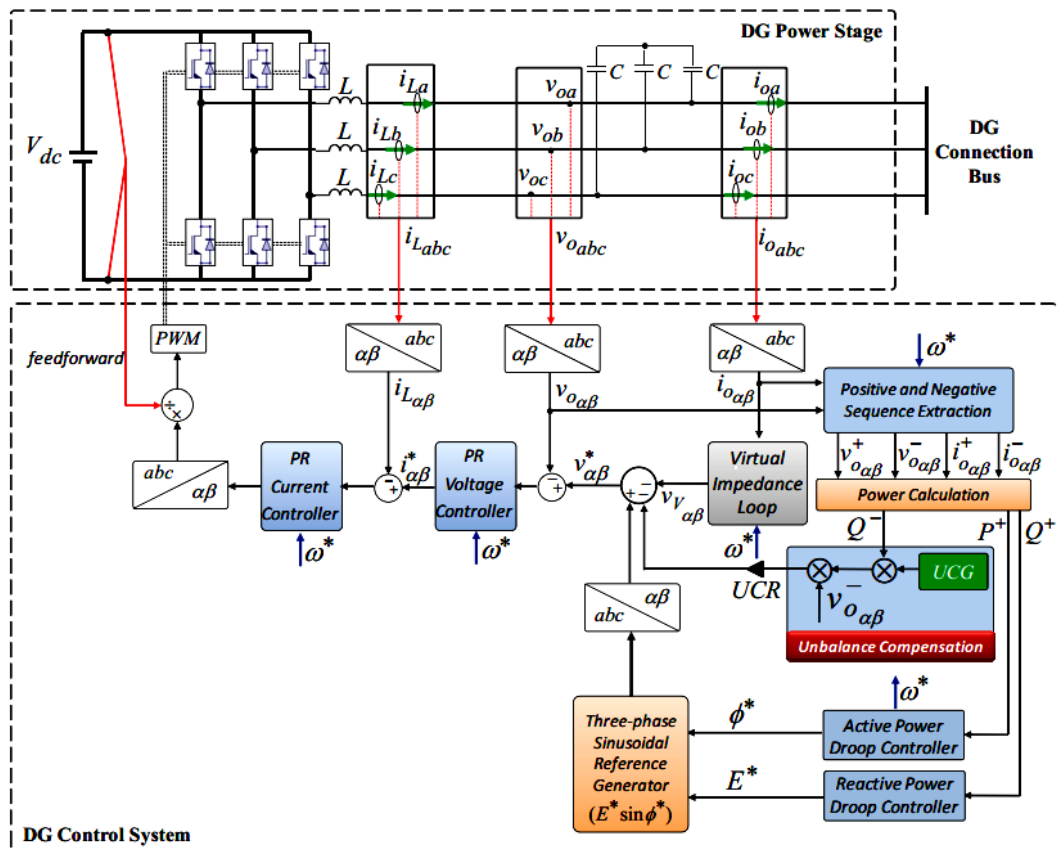 DG Power Stage
V_dc
L
L
L
i_La
i_Lb
i_Lc
i_Labc
v_oa
v_ob
v_oc
v_oabc
C
C
C
i_oa
i_ob
i_oc
i_oabc
DG
Connection
Bus
feedforward
PWM
÷
×
abc
αβ
abc
αβ
i_Lαβ
abc
αβ
v_oαβ
abc
αβ
i_oαβ
ω*
Positive and Negative
Sequence Extraction
v⁺_oαβ
v⁻_oαβ
i⁺_oαβ
i⁻_oαβ
Power Calculation
Q⁻
P⁺
Q⁺
PR
Current
Controller
ω*
- +
i*_αβ
PR
Voltage
Controller
ω*
- +
v*_αβ
+ - -
v_Vαβ
Virtual
Impedance
Loop
ω*
UCR
UCG
v⁻_oαβ
Unbalance Compensation
αβ
abc
Three-phase
Sinusoidal
Reference
Generator
(E* sinϕ*)
ϕ*
E*
ω*
Active Power
Droop Controller
Reactive Power
Droop Controller
DG Control System